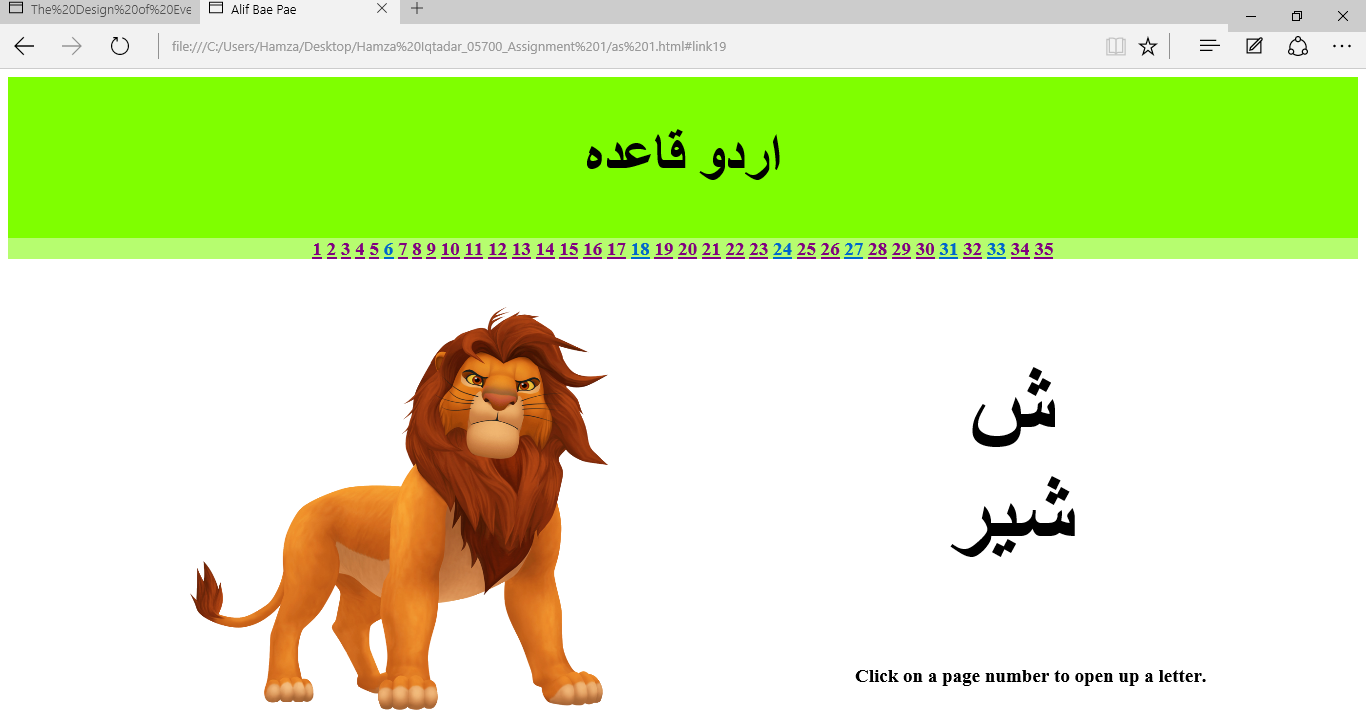 The%20Design%20of%20Eve
Alif Bae Pae
file:///C:/Users/Hamza/Desktop/Hamza%20Iqtadar_05700_Assignment%201/as%201.html#link19
اردو قاعدہ
1 2 3 4 5 6 7 8 9 10 11 12 13 14 15 16 17 18 19 20 21 22 23 24 25 26 27 28 29 30 31 32 33 34 35
ش
شیر
Click on a page number to open up a letter.